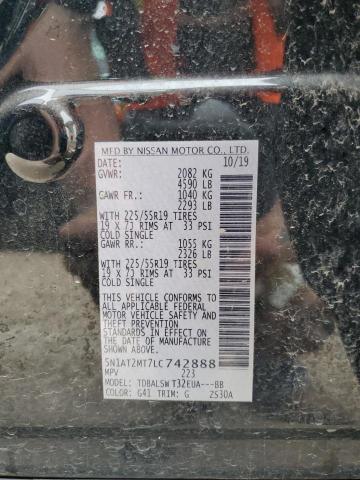 MFD BY NISSAN MOTOR CO., LTD.
DATE: 10/19
GVWR: 2082 KG
4590 LB
GAWR FR.: 1040 KG
2293 LB
WITH 225/55R19 TIRES
19 X 7J RIMS AT 33 PSI
COLD SINGLE
GAWR RR.: 1055 KG
2326 LB
WITH 225/55R19 TIRES
19 X 7J RIMS AT 33 PSI
COLD SINGLE
THIS VEHICLE CONFORMS TO
ALL APPLICABLE FEDERAL
MOTOR VEHICLE SAFETY AND
THEFT PREVENTION STANDARDS
IN EFFECT ON THE DATE OF
MANUFACTURE SHOWN ABOVE.
5N1AT2MT7LC742888
MPV 223
MODEL: TDBALSWT32EUA---BB
COLOR: G41 TRIM: G ZS30A